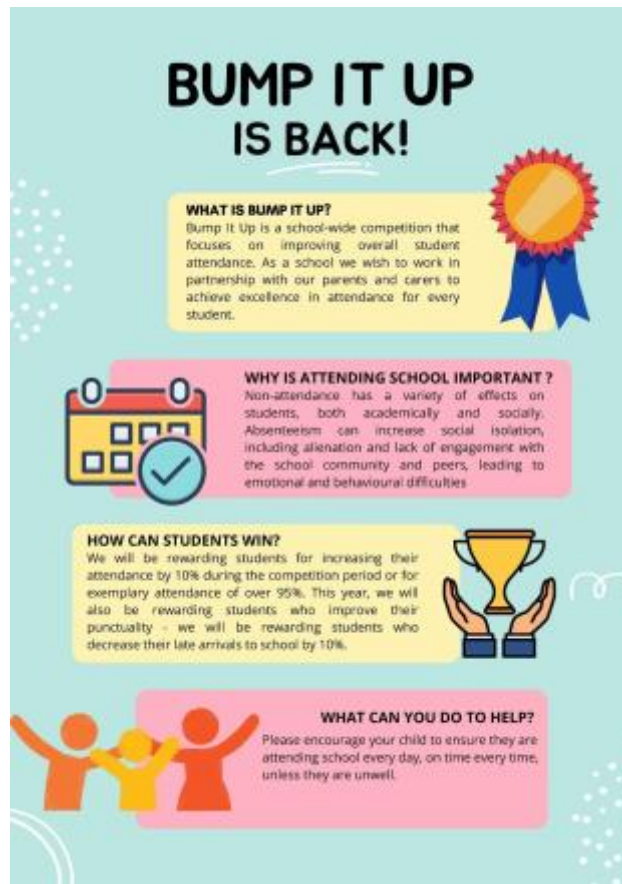 BUMP IT UP
IS BACK!
WHAT IS BUMP IT UP?
Bump It Up is a school-wide competition that
focuses on improving overall student
attendance. As a school we wish to work in
partnership with our parents and carers to
achieve excellence in attendance for every
student.
WHY IS ATTENDING SCHOOL IMPORTANT ?
Non-attendance has a variety of effects on
students, both academically and socially.
Absenteeism can increase social isolation,
including alienation and lack of engagement with
the school community and peers, leading to
emotional and behavioural difficulties
HOW CAN STUDENTS WIN?
We will be rewarding students for increasing their
attendance by 10% during the competition period or for
exemplary attendance of over 95%. This year, we will
also be rewarding students who improve their
punctuality - we will be rewarding students who
decrease their late arrivals to school by 10%.
WHAT CAN YOU DO TO HELP?
Please encourage your child to ensure they are
attending school every day, on time every time,
unless they are unwell.